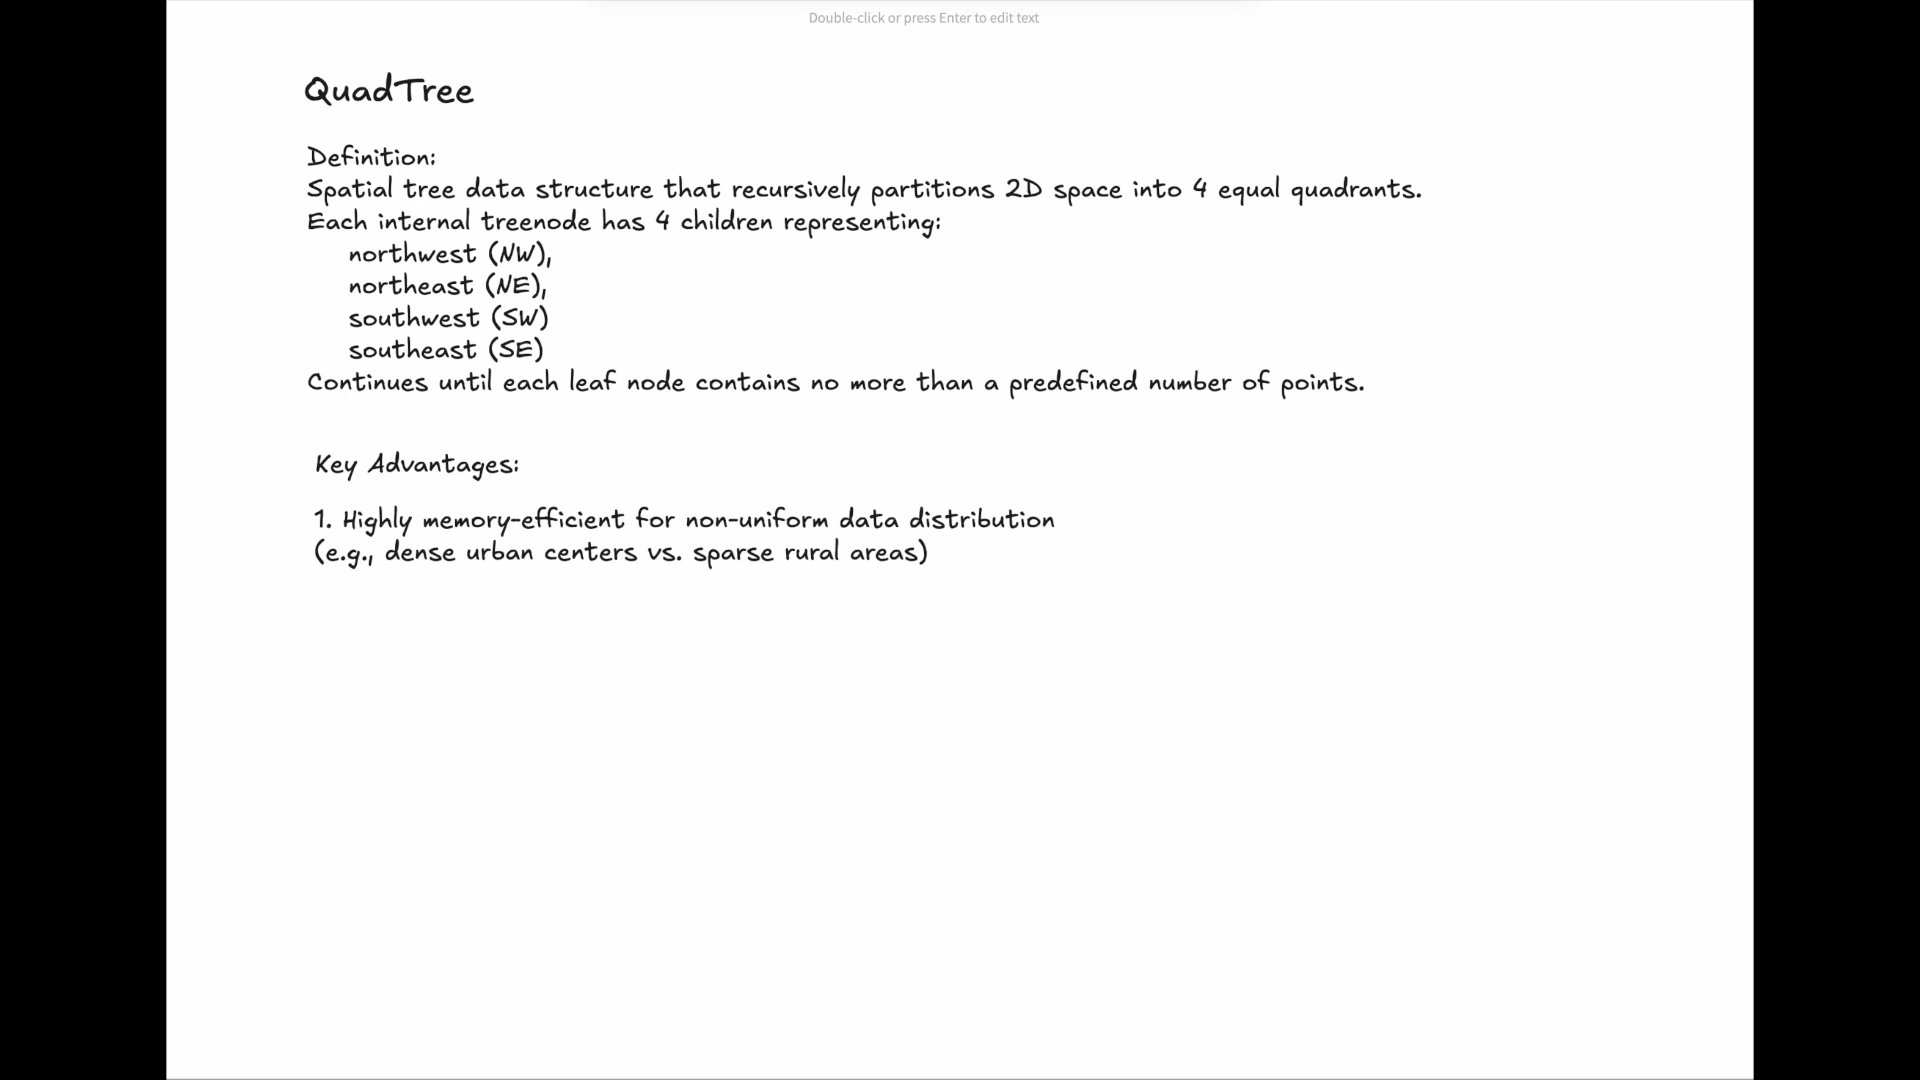 Double-click or press Enter to edit text
QuadTree
Definition:
Spatial tree data structure that recursively partitions 2D space into 4 equal quadrants.
Each internal treenode has 4 children representing:
northwest (NW),
northeast (NE),
southwest (SW)
southeast (SE)
Continues until each leaf node contains no more than a predefined number of points.
Key Advantages:
1. Highly memory-efficient for non-uniform data distribution
(e.g., dense urban centers vs. sparse rural areas)